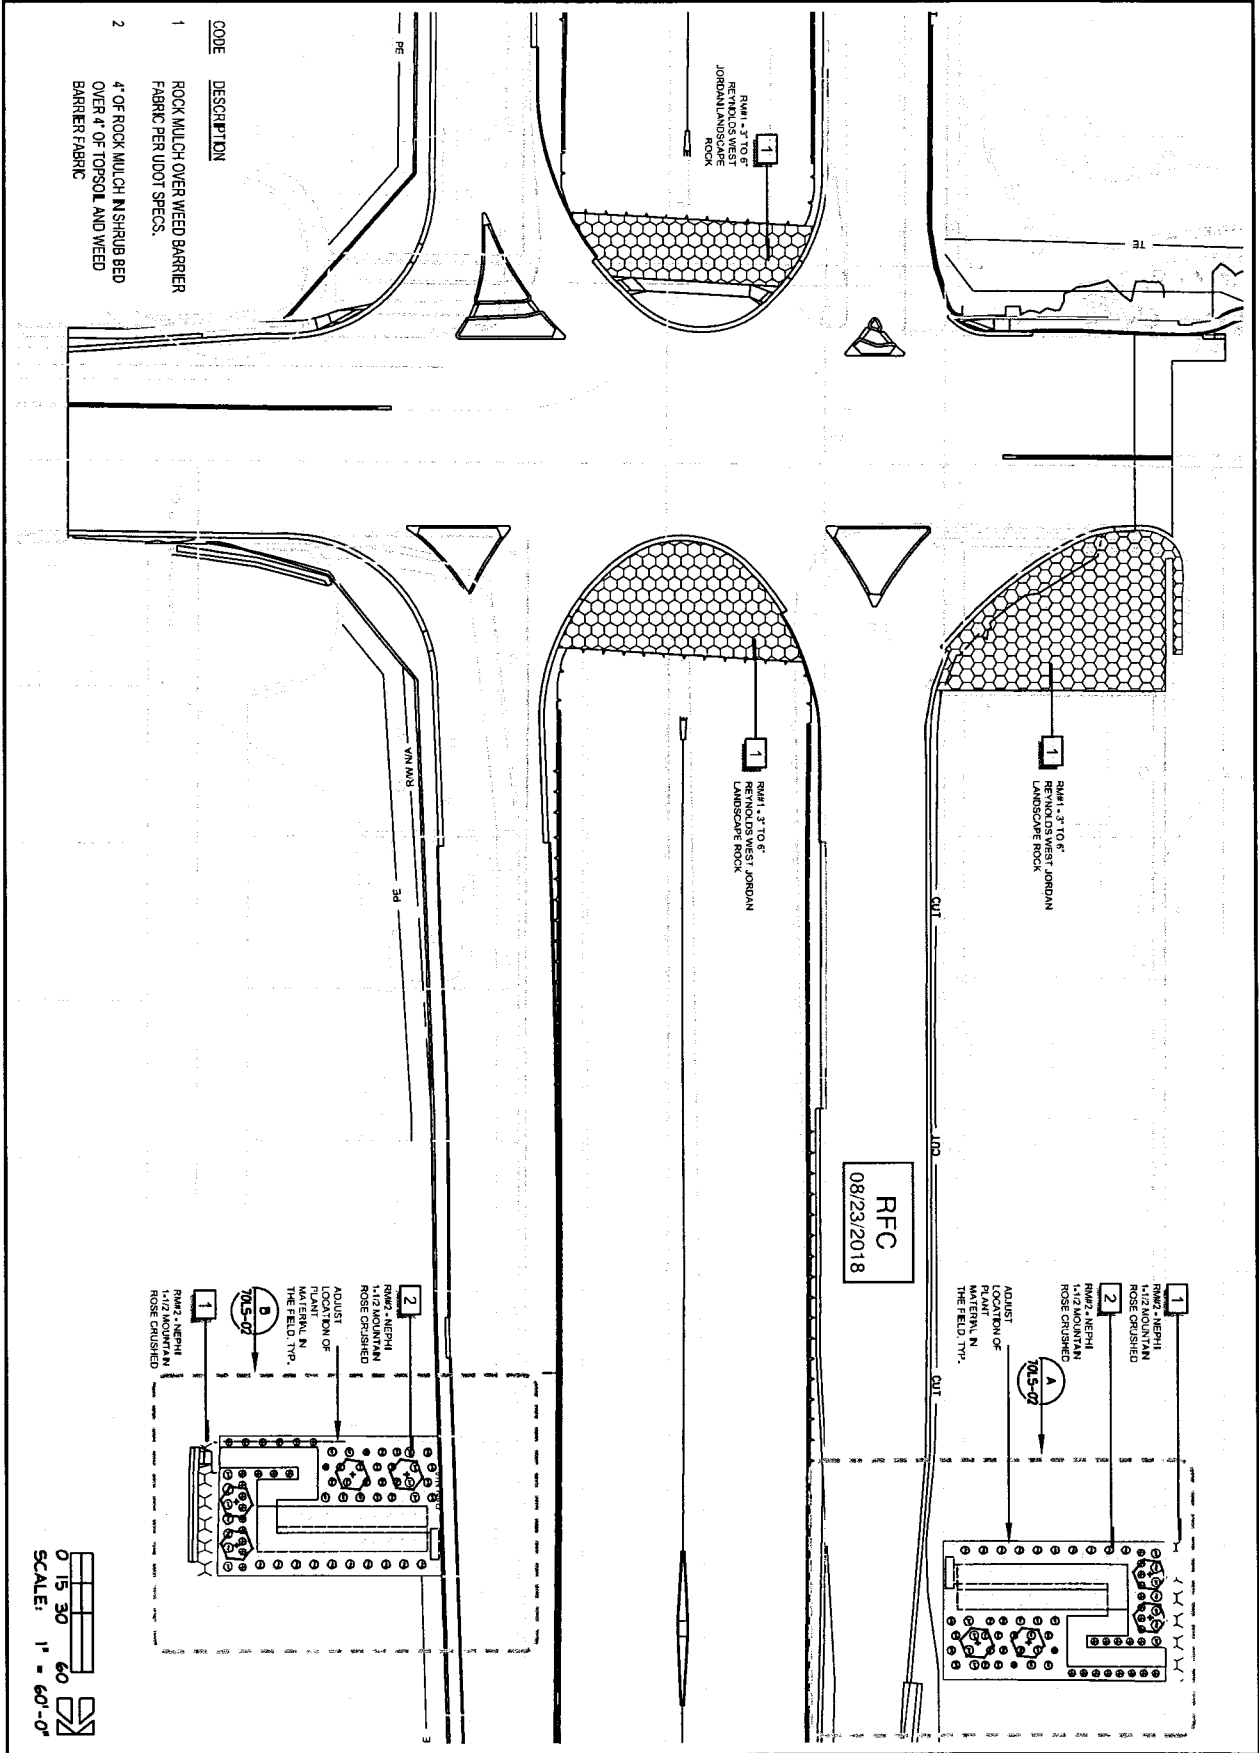 CODE DESCRIPTION
1 ROCK MULCH OVER WEED BARRIER
FABRIC PER UDOT SPECS.
2 4" OF ROCK MULCH IN SHRUB BED
OVER 4" OF TOPSOIL AND WEED
BARRIER FABRIC
PE
1
RM#1 - 3" TO 6"
REYNOLDS WEST
JORDANLANDSCAPE
ROCK
TE
1
RM#1 - 3" TO 6"
REYNOLDS WEST JORDAN
LANDSCAPE ROCK
1
RM#1 - 3" TO 6"
REYNOLDS WEST JORDAN
LANDSCAPE ROCK
R/W N/A
PE
CUT
CUT
CUT
RFC
08/23/2018
1
RM#2 - NEPHI
1-1/2 MOUNTAIN
ROSE CRUSHED
2
RM#2 - NEPHI
1-1/2 MOUNTAIN
ROSE CRUSHED
A
70LS-02
ADJUST
LOCATION OF
PLANT
MATERIAL IN
THE FIELD, TYP.
2
RM#2 - NEPHI
1-1/2 MOUNTAIN
ROSE CRUSHED
ADJUST
LOCATION OF
PLANT
MATERIAL IN
THE FIELD, TYP.
B
70LS-02
1
RM#2 - NEPHI
1-1/2 MOUNTAIN
ROSE CRUSHED
E
0 15 30 60
SCALE: 1" = 60'-0"